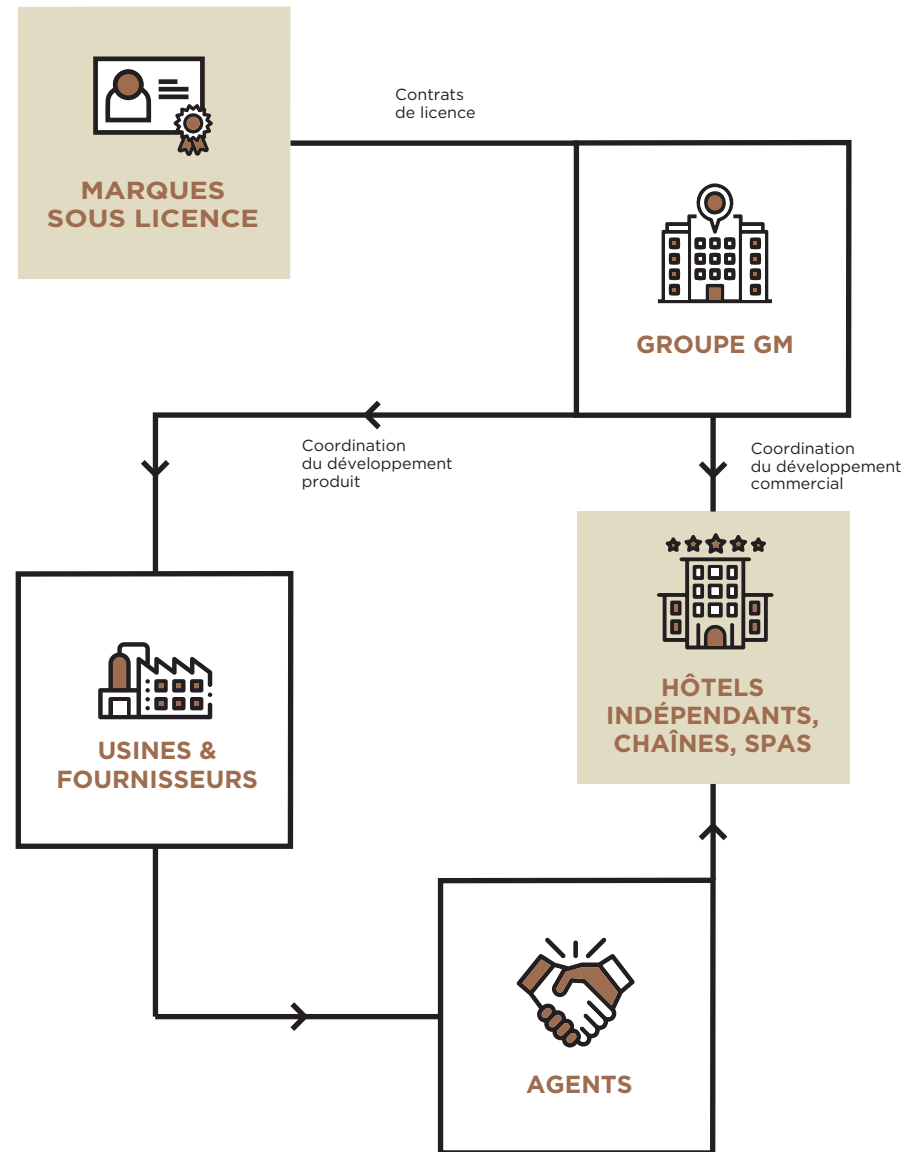 Contrats
de licence
MARQUES
SOUS LICENCE
GROUPE GM
Coordination
du développement
produit
Coordination
du développement
commercial
HÔTELS
INDÉPENDANTS,
CHAÎNES, SPAS
USINES &
FOURNISSEURS
AGENTS